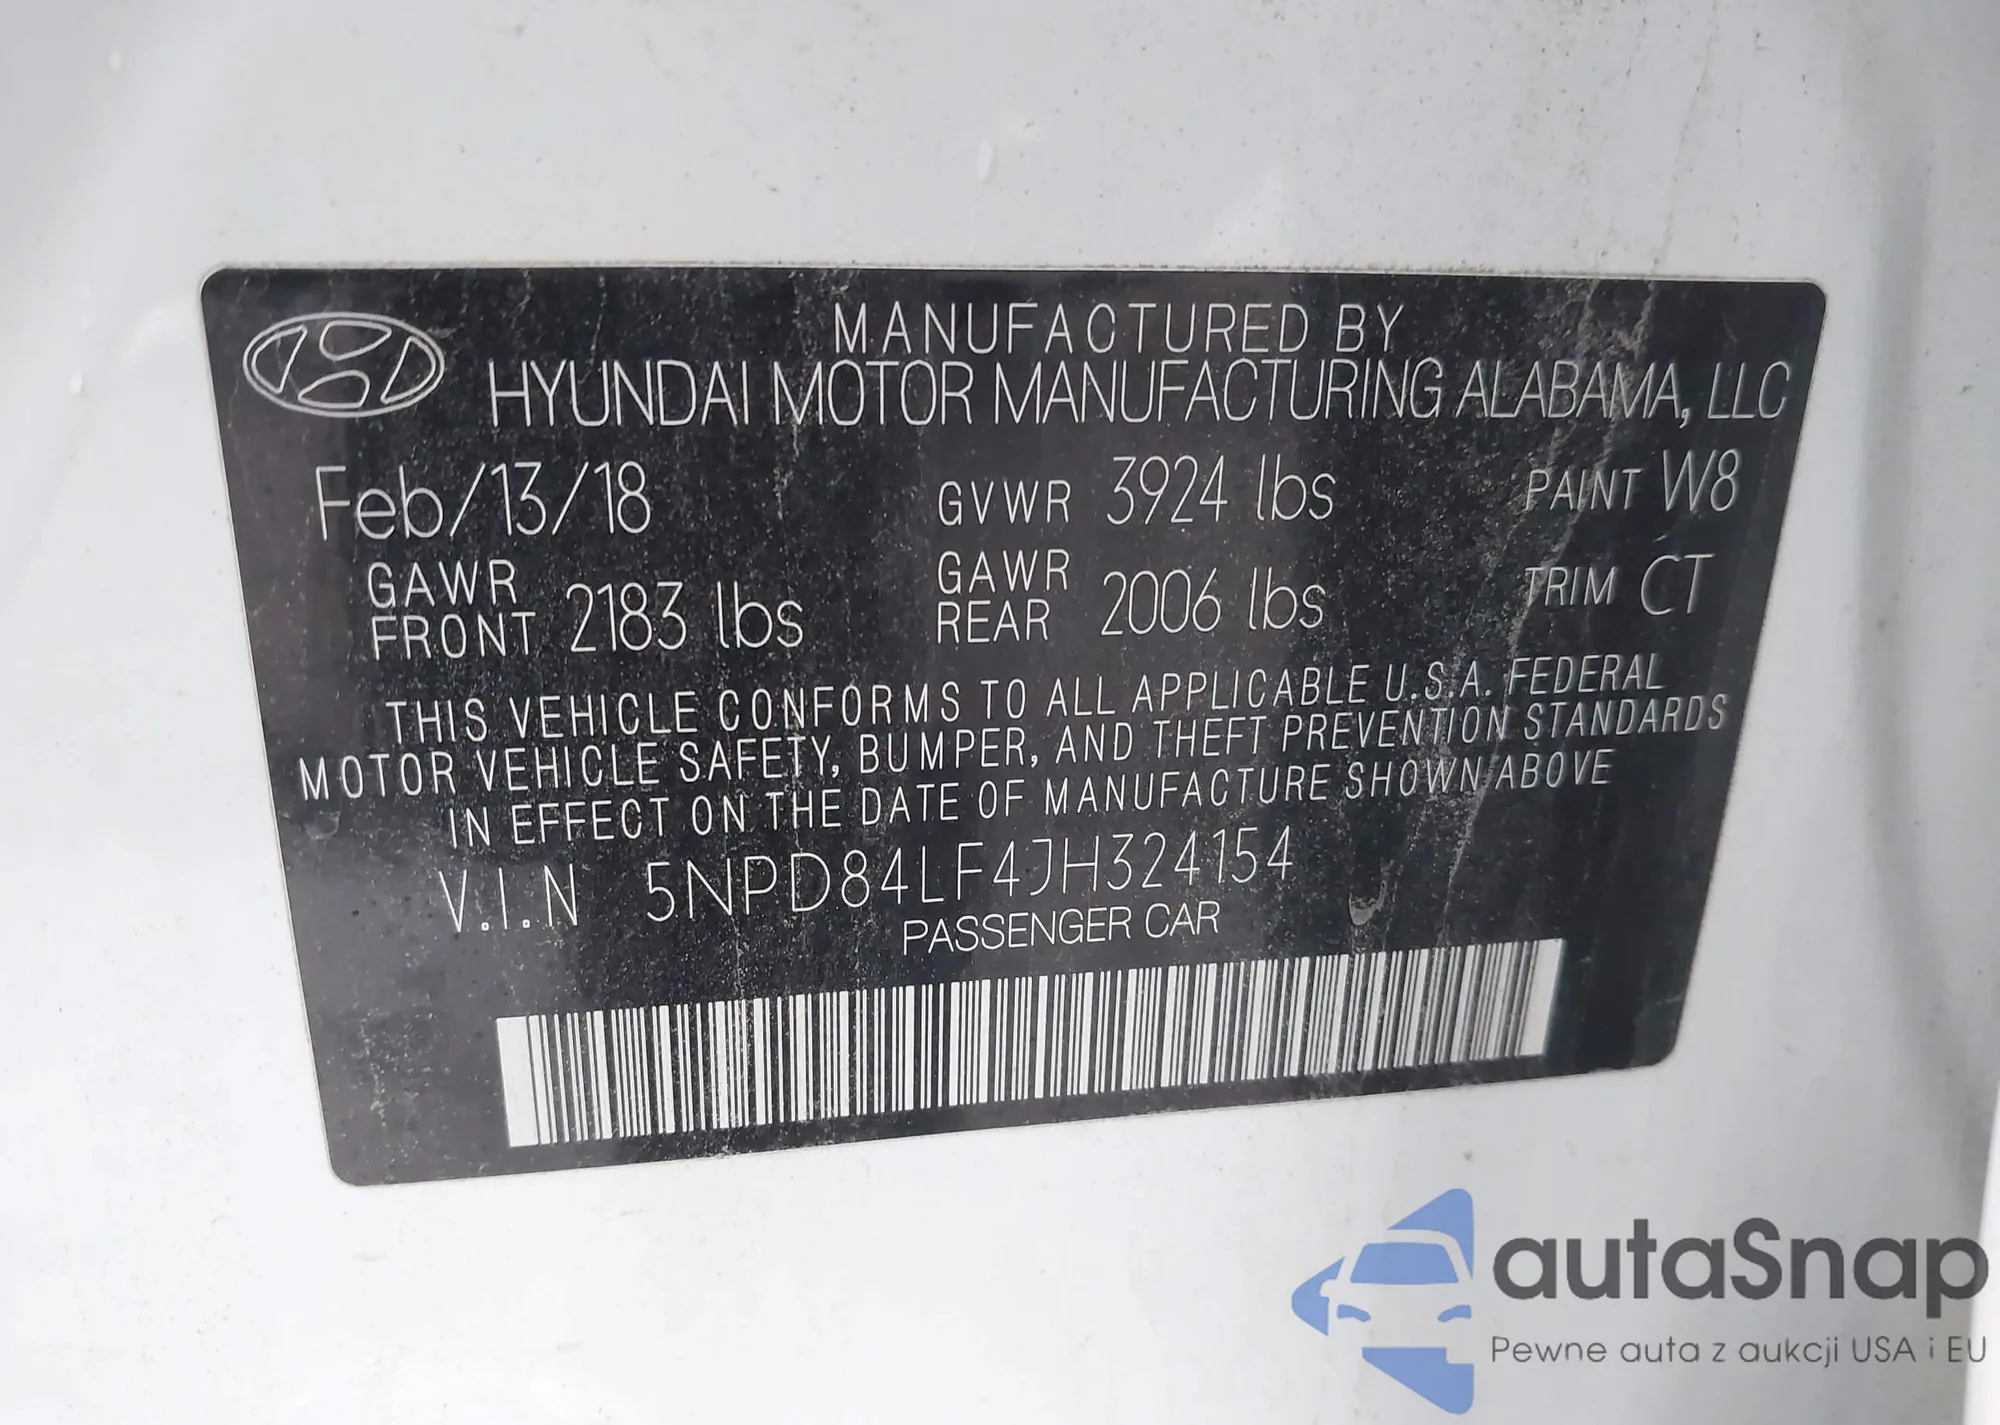 MANUFACTURED BY
HYUNDAI MOTOR MANUFACTURING ALABAMA, LLC
Feb/13/18 GVWR 3924 lbs PAINT W8
GAWR FRONT 2183 lbs GAWR REAR 2006 lbs TRIM CT
THIS VEHICLE CONFORMS TO ALL APPLICABLE U.S.A. FEDERAL
MOTOR VEHICLE SAFETY, BUMPER, AND THEFT PREVENTION STANDARDS
IN EFFECT ON THE DATE OF MANUFACTURE SHOWN ABOVE
V.I.N 5NPD84LF4JH324154
PASSENGER CAR
autaSnap
Pewne auta z aukcji USA i EU